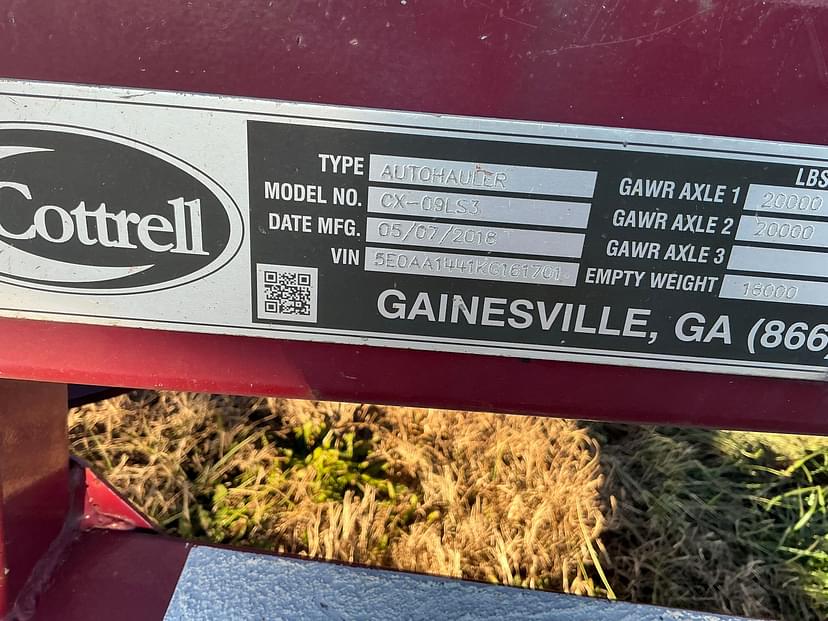 Cottrell
TYPE AUTOHAULER
MODEL NO. CX-09LS3
DATE MFG. 05/07/2018
VIN 5E0AA1441KG161701
LBS
GAWR AXLE 1 20000
GAWR AXLE 2 20000
GAWR AXLE 3
EMPTY WEIGHT 18000
GAINESVILLE, GA (866)